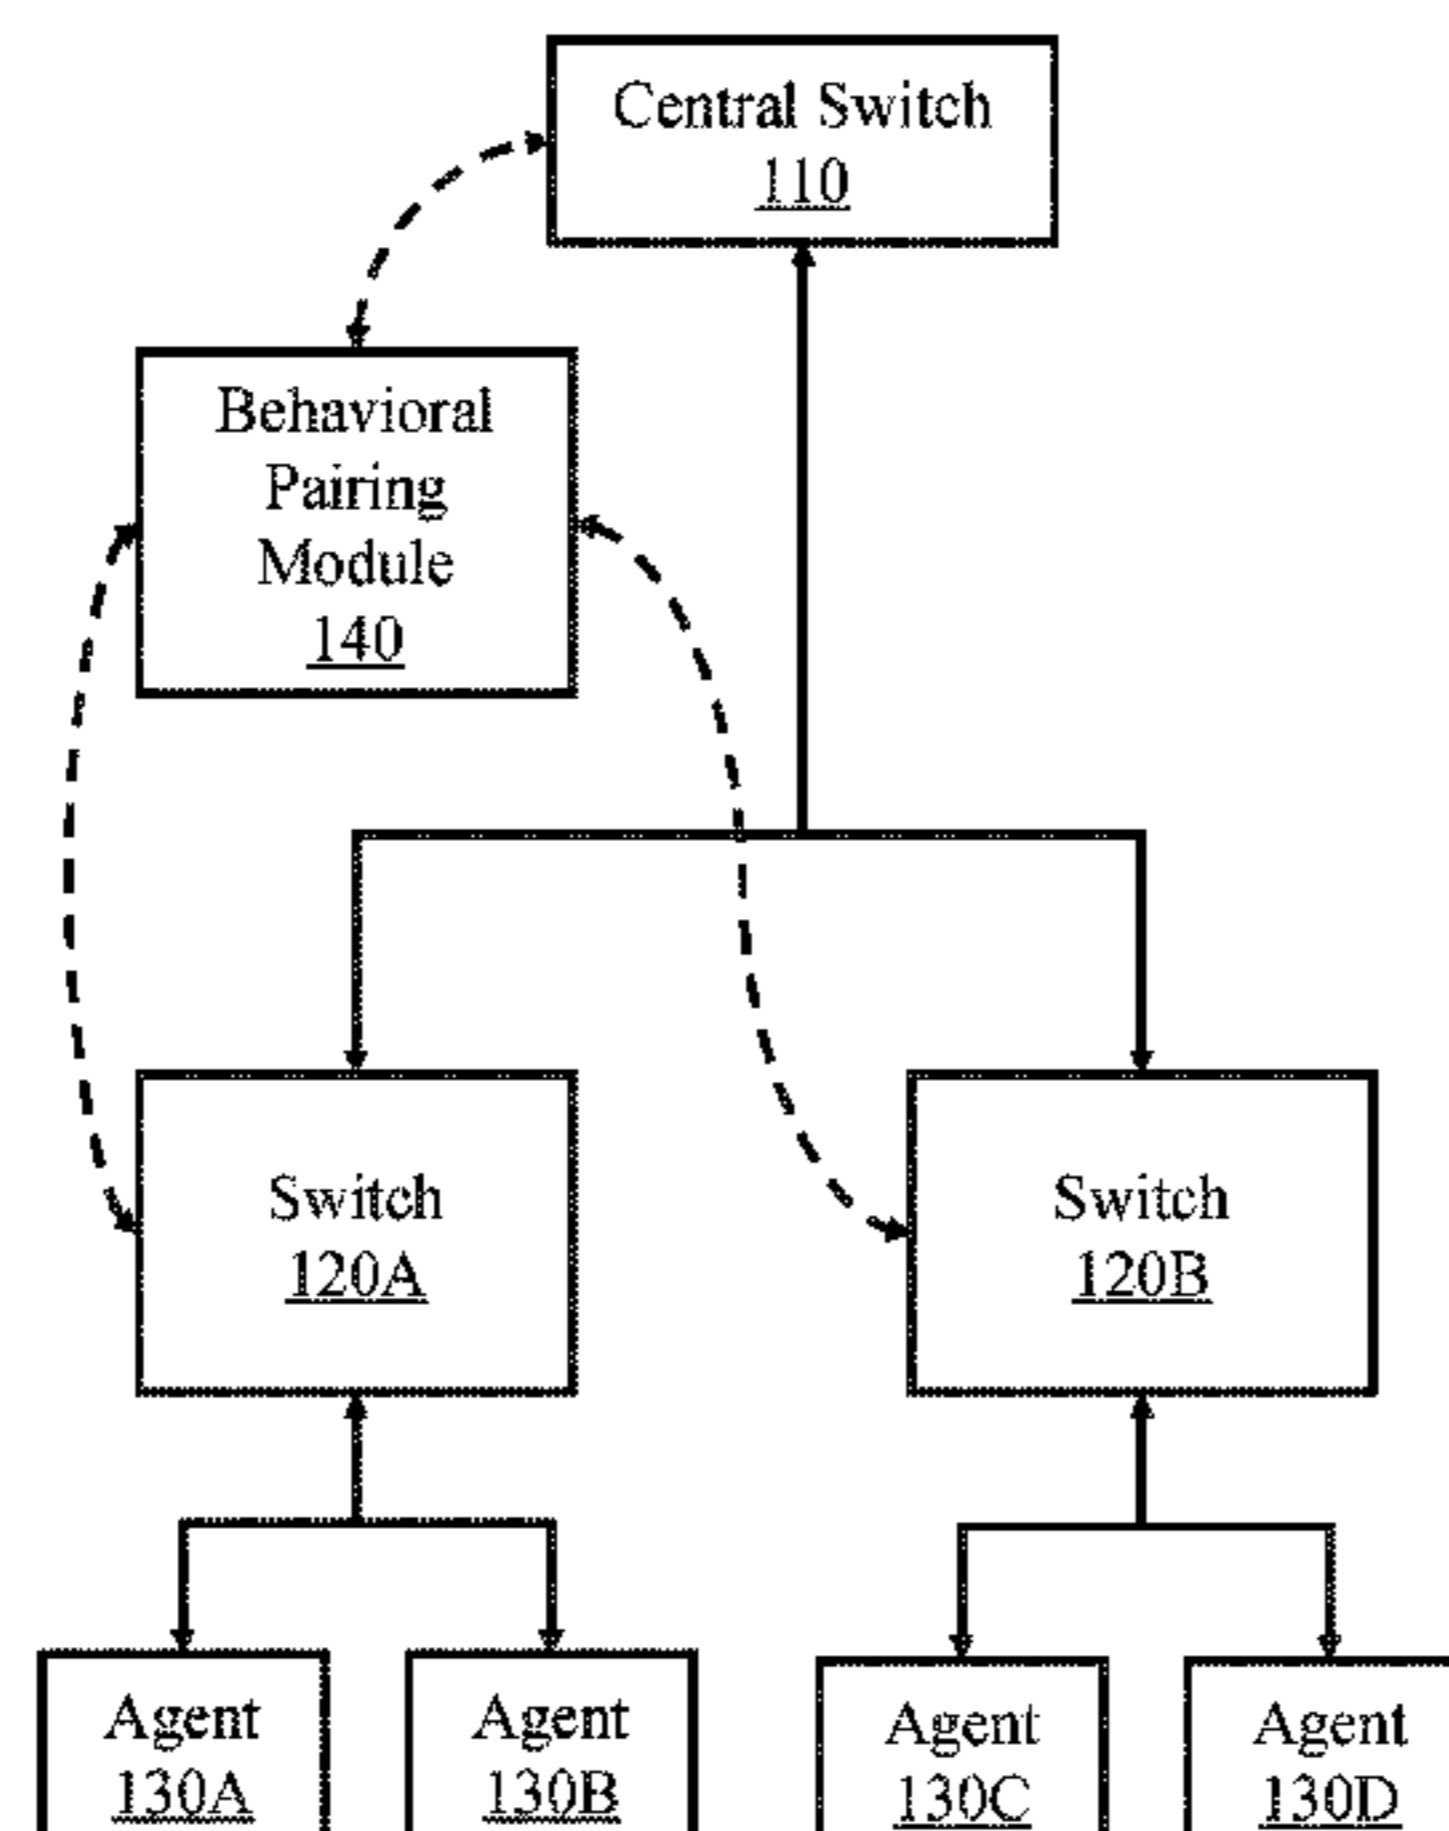 Central Switch
110
Behavioral
Pairing
Module
140
Switch
120A
Switch
120B
Agent
130A
Agent
130B
Agent
130C
Agent
130D